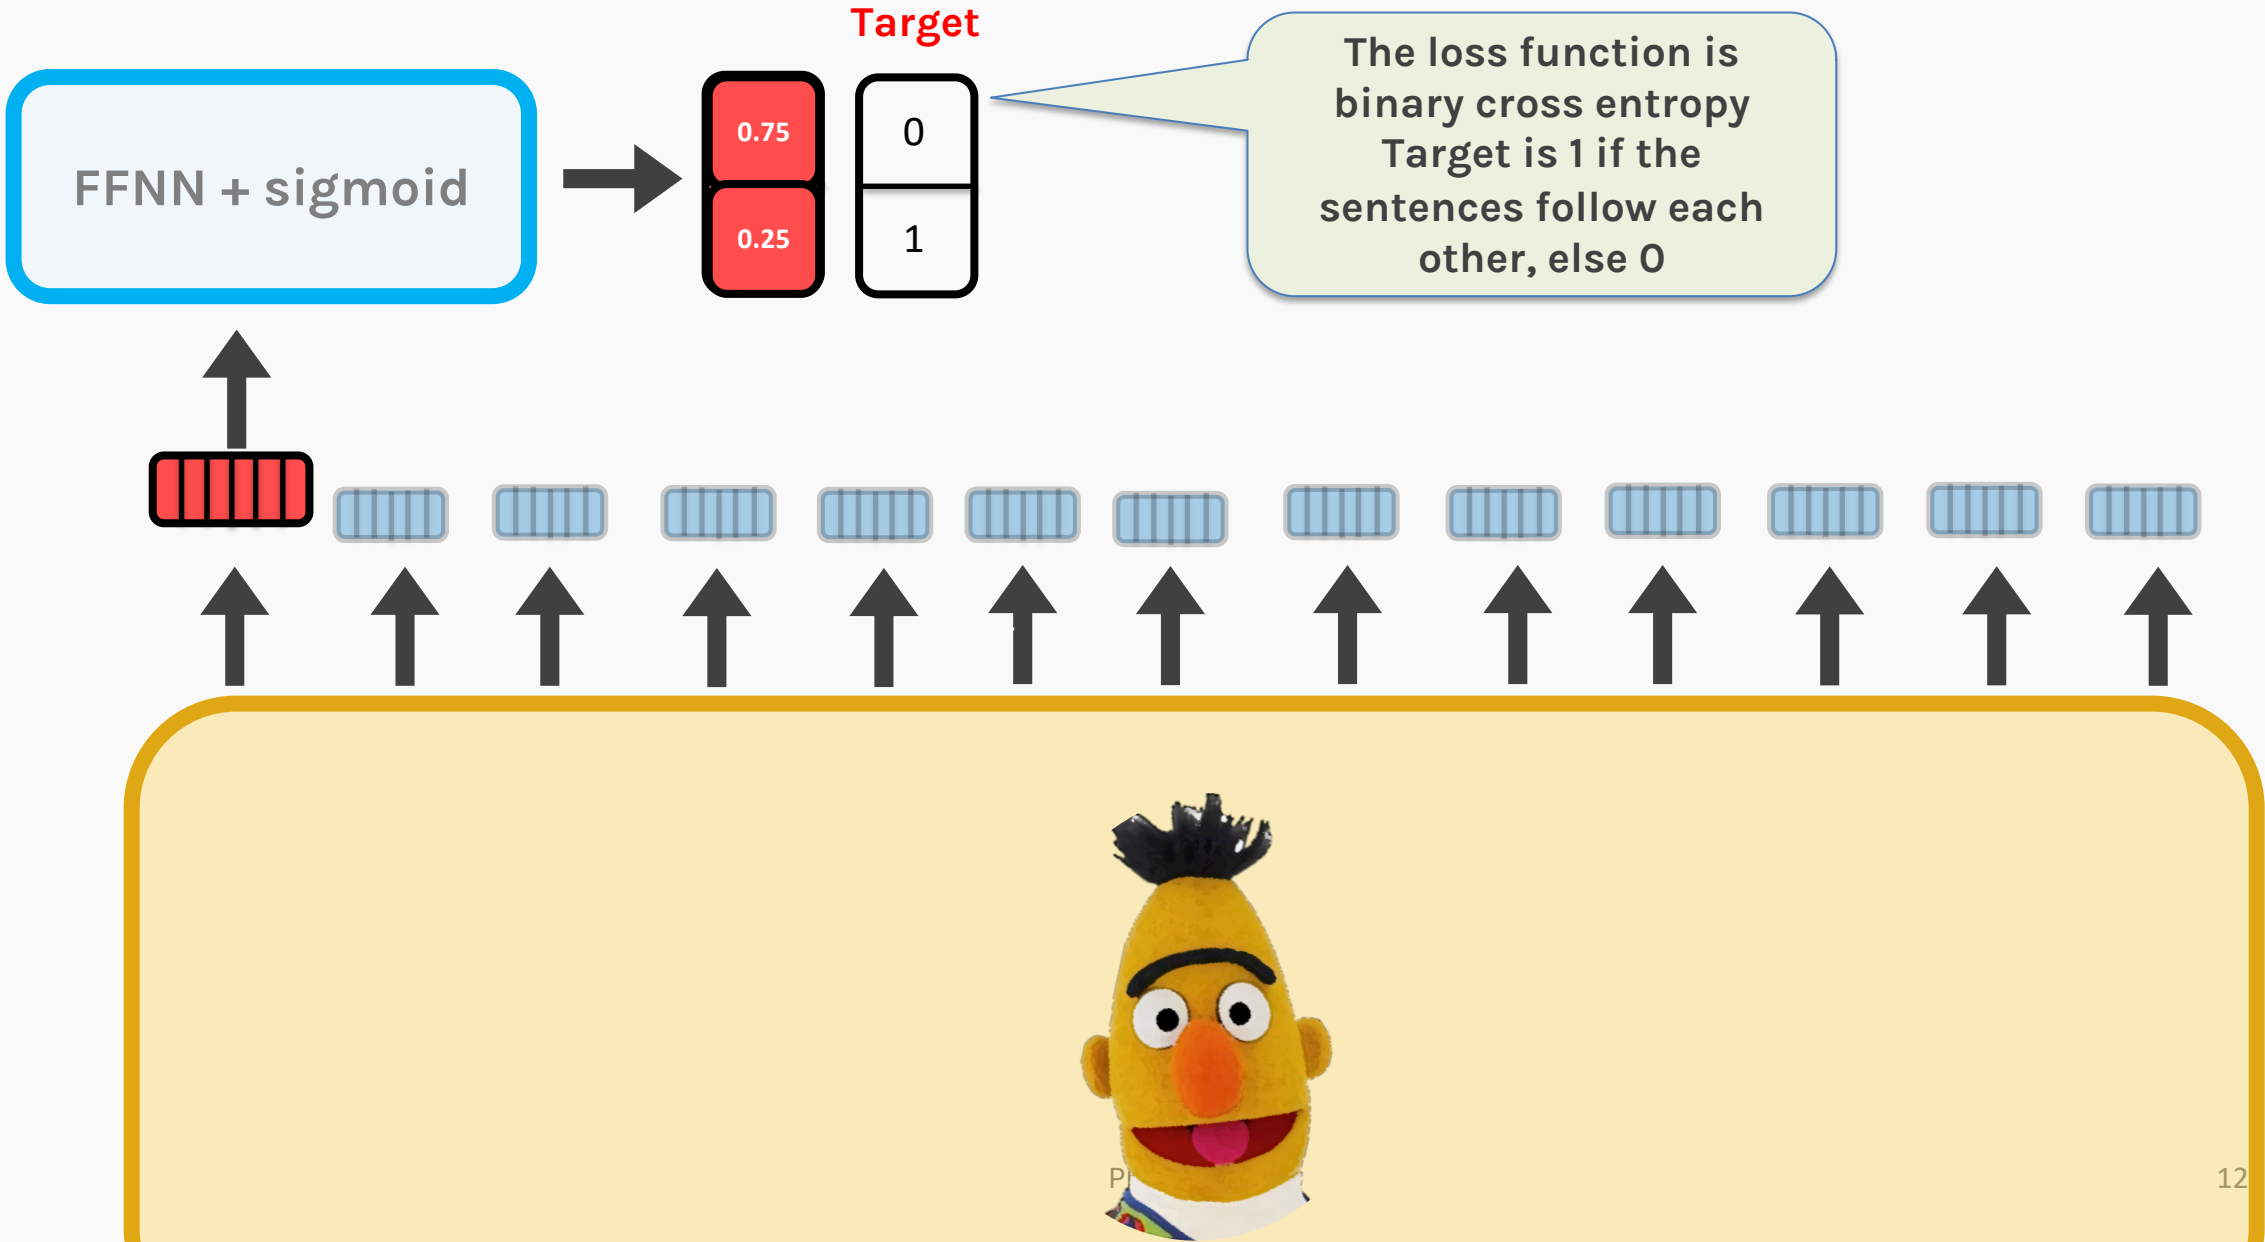 Target
The loss function is
binary cross entropy
Target is 1 if the
sentences follow each
other, else 0
FFNN + sigmoid
0.75
0
0.25
1
12